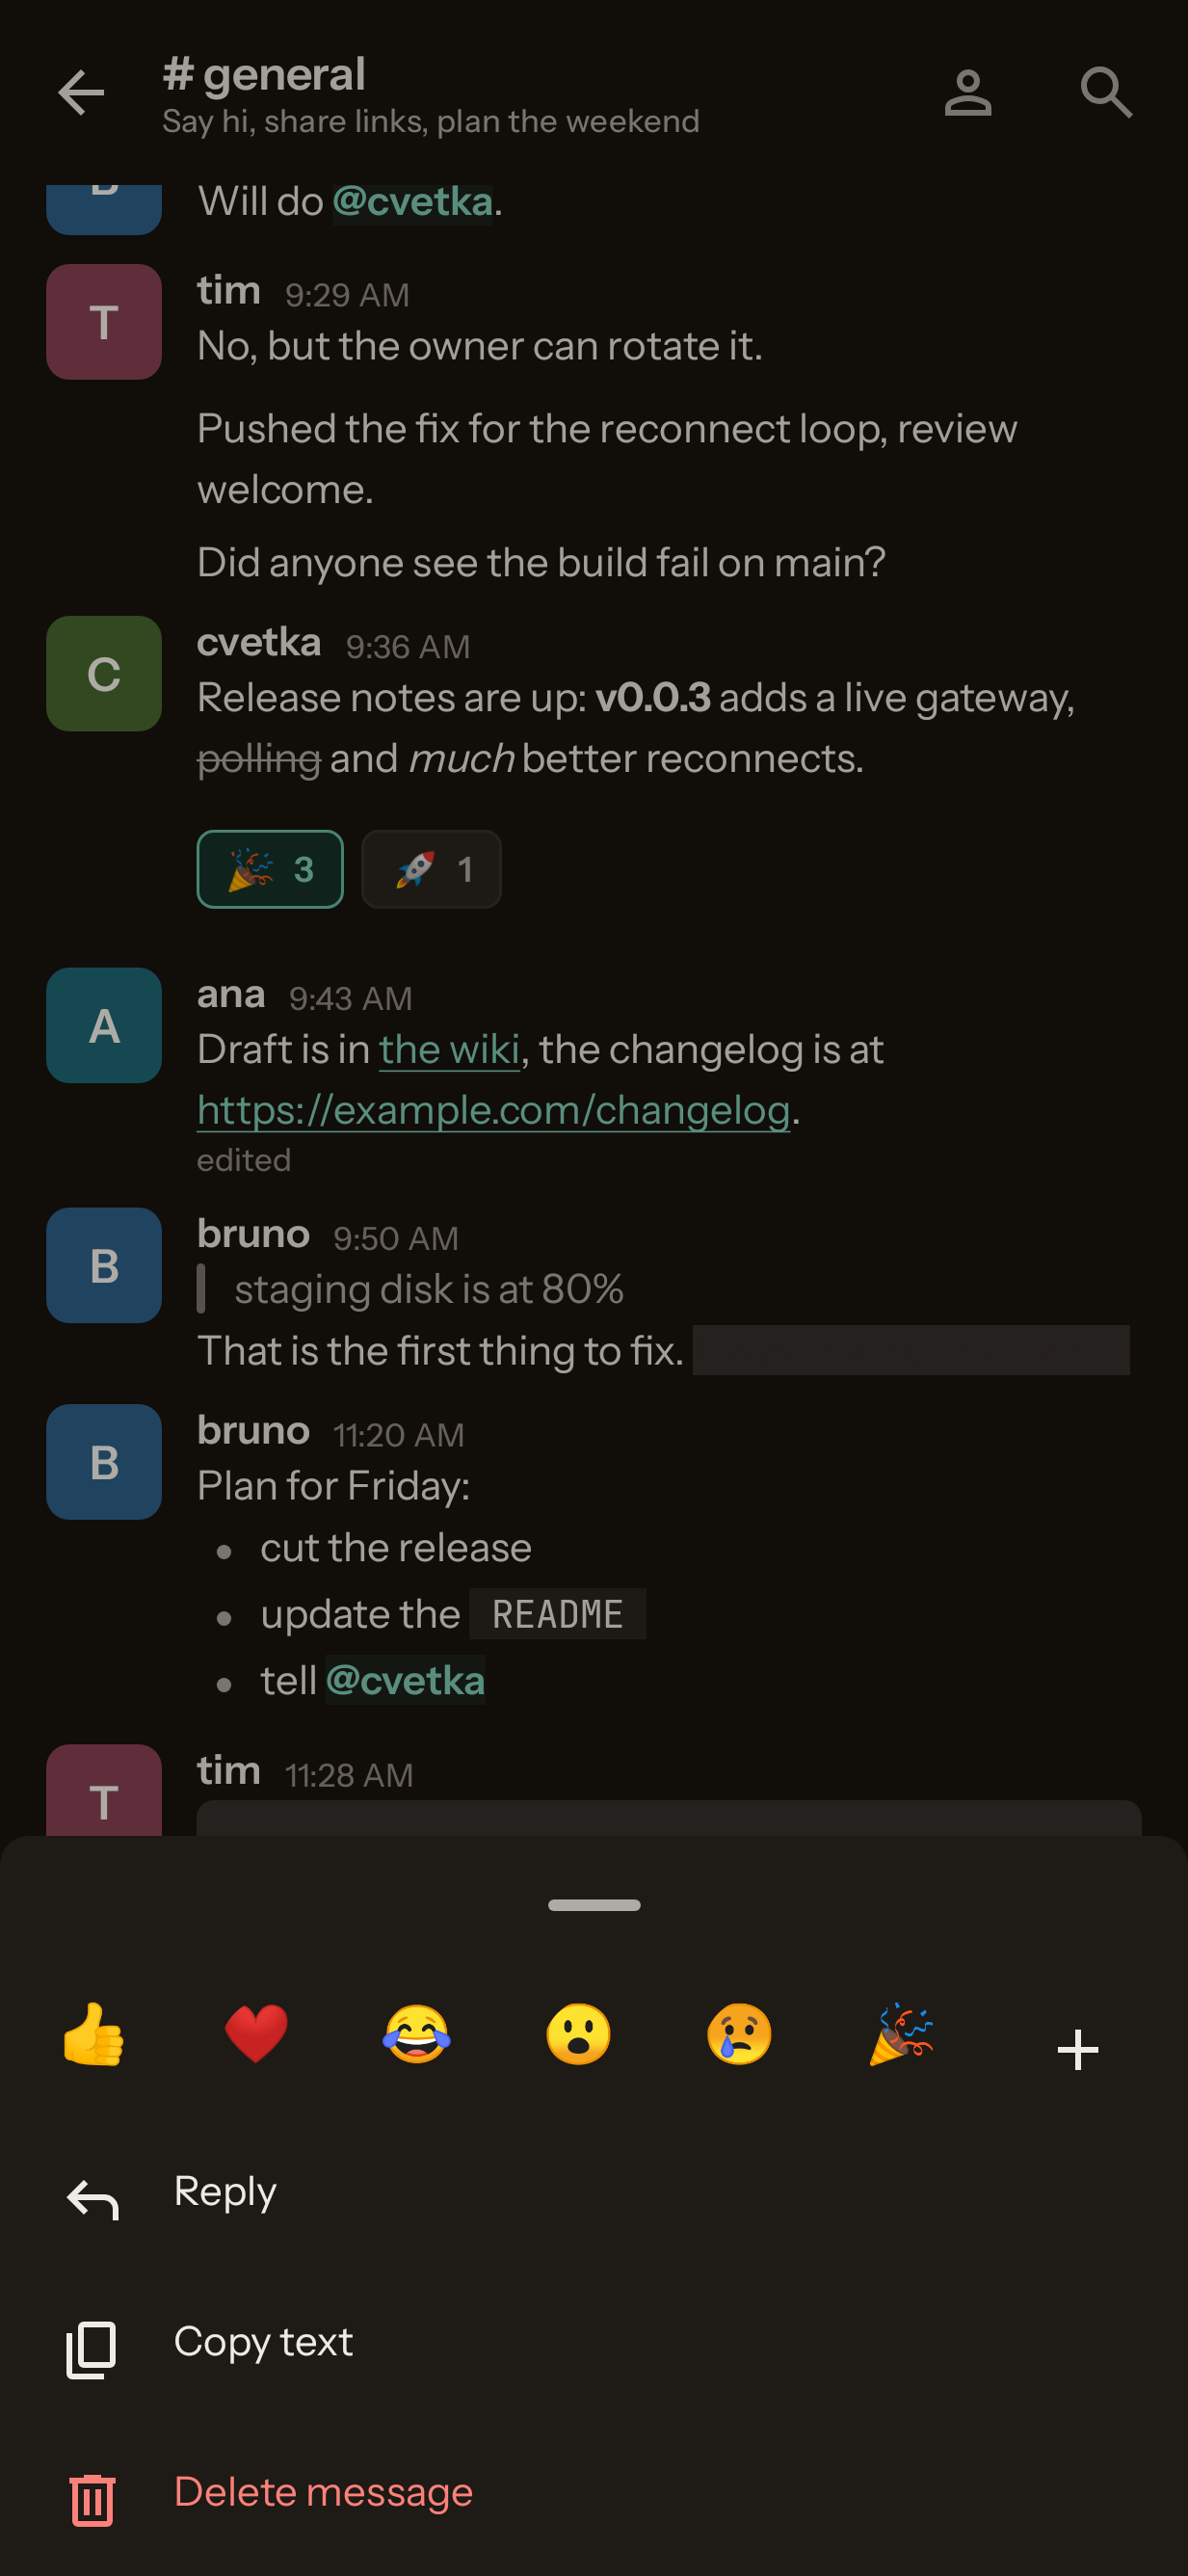 # general
Say hi, share links, plan the weekend
B
Will do @cvetka.
T
tim 9:29 AM
No, but the owner can rotate it.
Pushed the fix for the reconnect loop, review
welcome.
Did anyone see the build fail on main?
C
cvetka 9:36 AM
Release notes are up: v0.0.3 adds a live gateway,
polling and much better reconnects.
🎉 3 🚀 1
A
ana 9:43 AM
Draft is in the wiki, the changelog is at
https://example.com/changelog.
edited
B
bruno 9:50 AM
staging disk is at 80%
That is the first thing to fix.
B
bruno 11:20 AM
Plan for Friday:
• cut the release
• update the README
• tell @cvetka
T
tim 11:28 AM
👍 ❤️ 😂 😮 😢 🎉 +
Reply
Copy text
Delete message